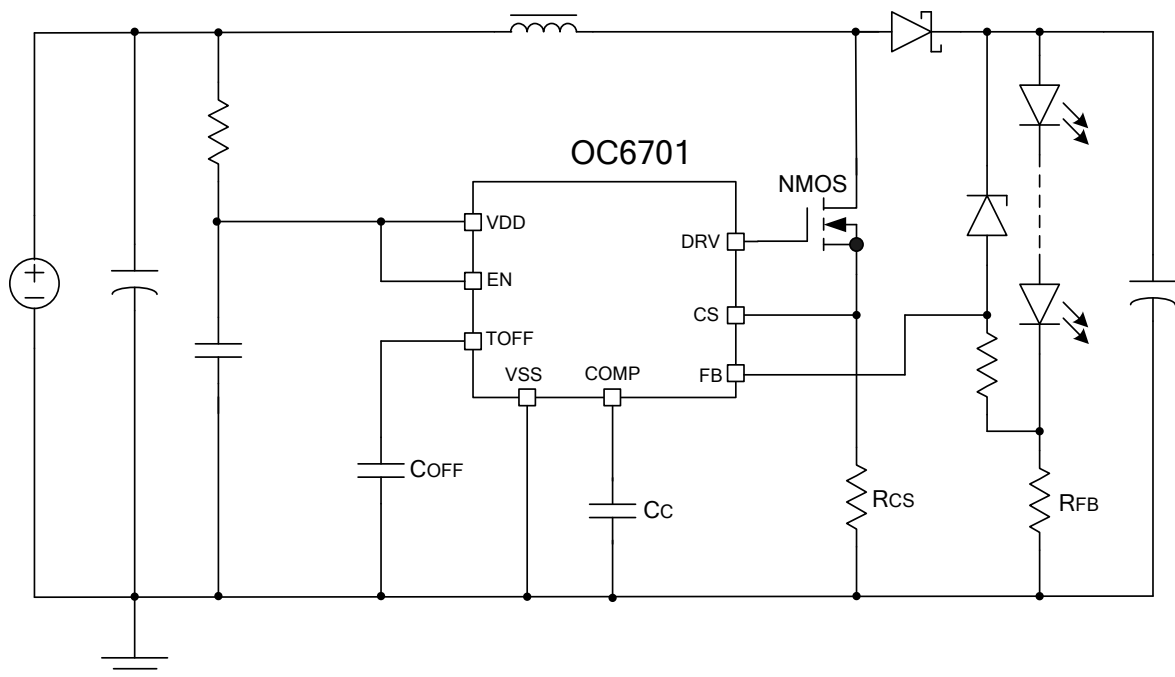 OC6701
NMOS
VDD
DRV
EN
CS
TOFF
VSS
COMP
FB
COFF
CC
RCS
RFB